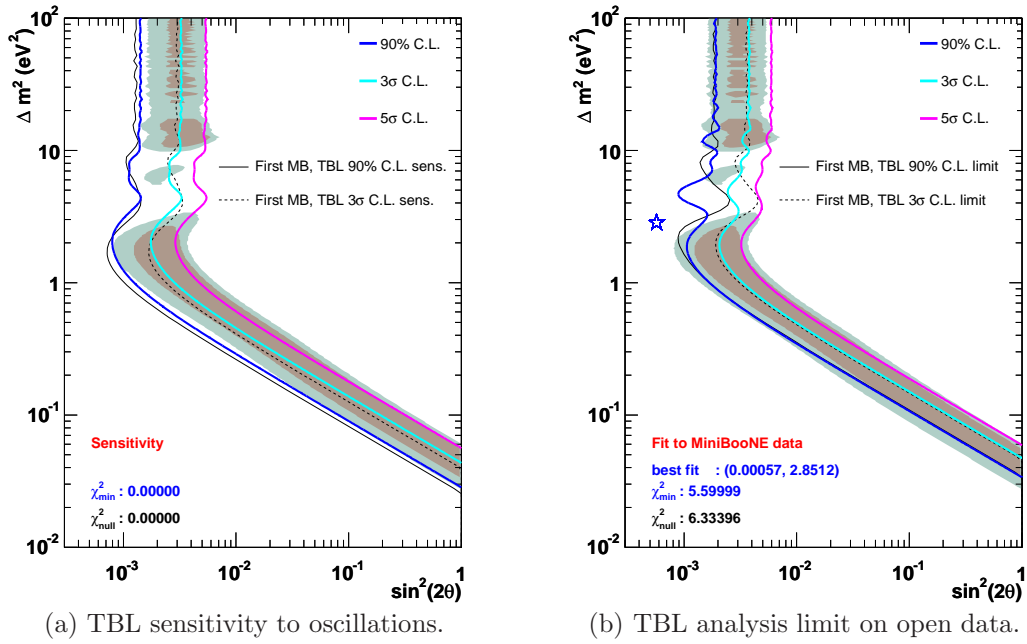 Δ m² (eV²)
10²
10
1
10⁻¹
10⁻²
90% C.L.
3σ C.L.
5σ C.L.
First MB, TBL 90% C.L. sens.
First MB, TBL 3σ C.L. sens.
Sensitivity
χ²min : 0.00000
χ²null : 0.00000
10⁻³ 10⁻² 10⁻¹ 1
sin²(2θ)
(a) TBL sensitivity to oscillations.
Δ m² (eV²)
10²
10
1
10⁻¹
10⁻²
90% C.L.
3σ C.L.
5σ C.L.
First MB, TBL 90% C.L. limit
First MB, TBL 3σ C.L. limit
Fit to MiniBooNE data
best fit : (0.00057, 2.8512)
χ²min : 5.59999
χ²null : 6.33396
10⁻³ 10⁻² 10⁻¹ 1
sin²(2θ)
(b) TBL analysis limit on open data.